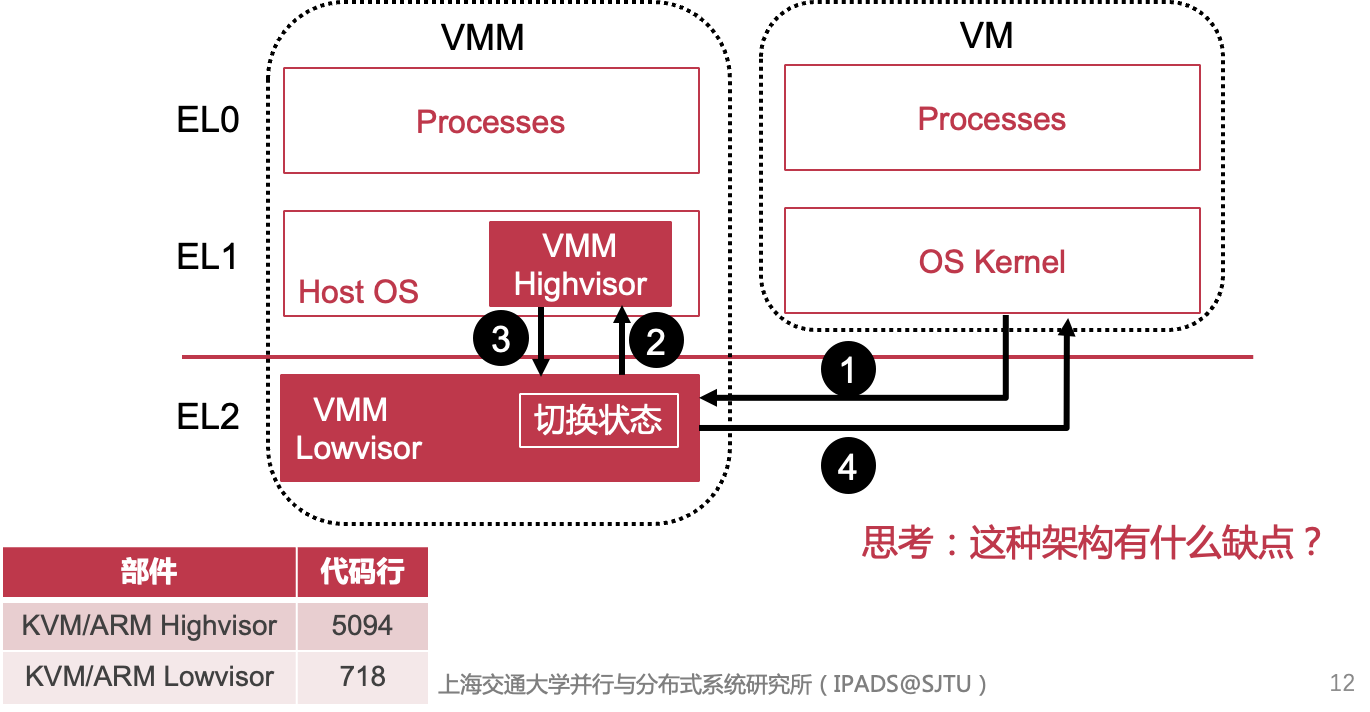 VMM
VM
EL0
Processes
Processes
EL1
Host OS
VMM
Highvisor
OS Kernel
3
2
1
EL2
VMM
Lowvisor
切换状态
4
思考：这种架构有什么缺点？
部件 代码行
KVM/ARM Highvisor 5094
KVM/ARM Lowvisor 718
上海交通大学并行与分布式系统研究所（IPADS@SJTU）
12